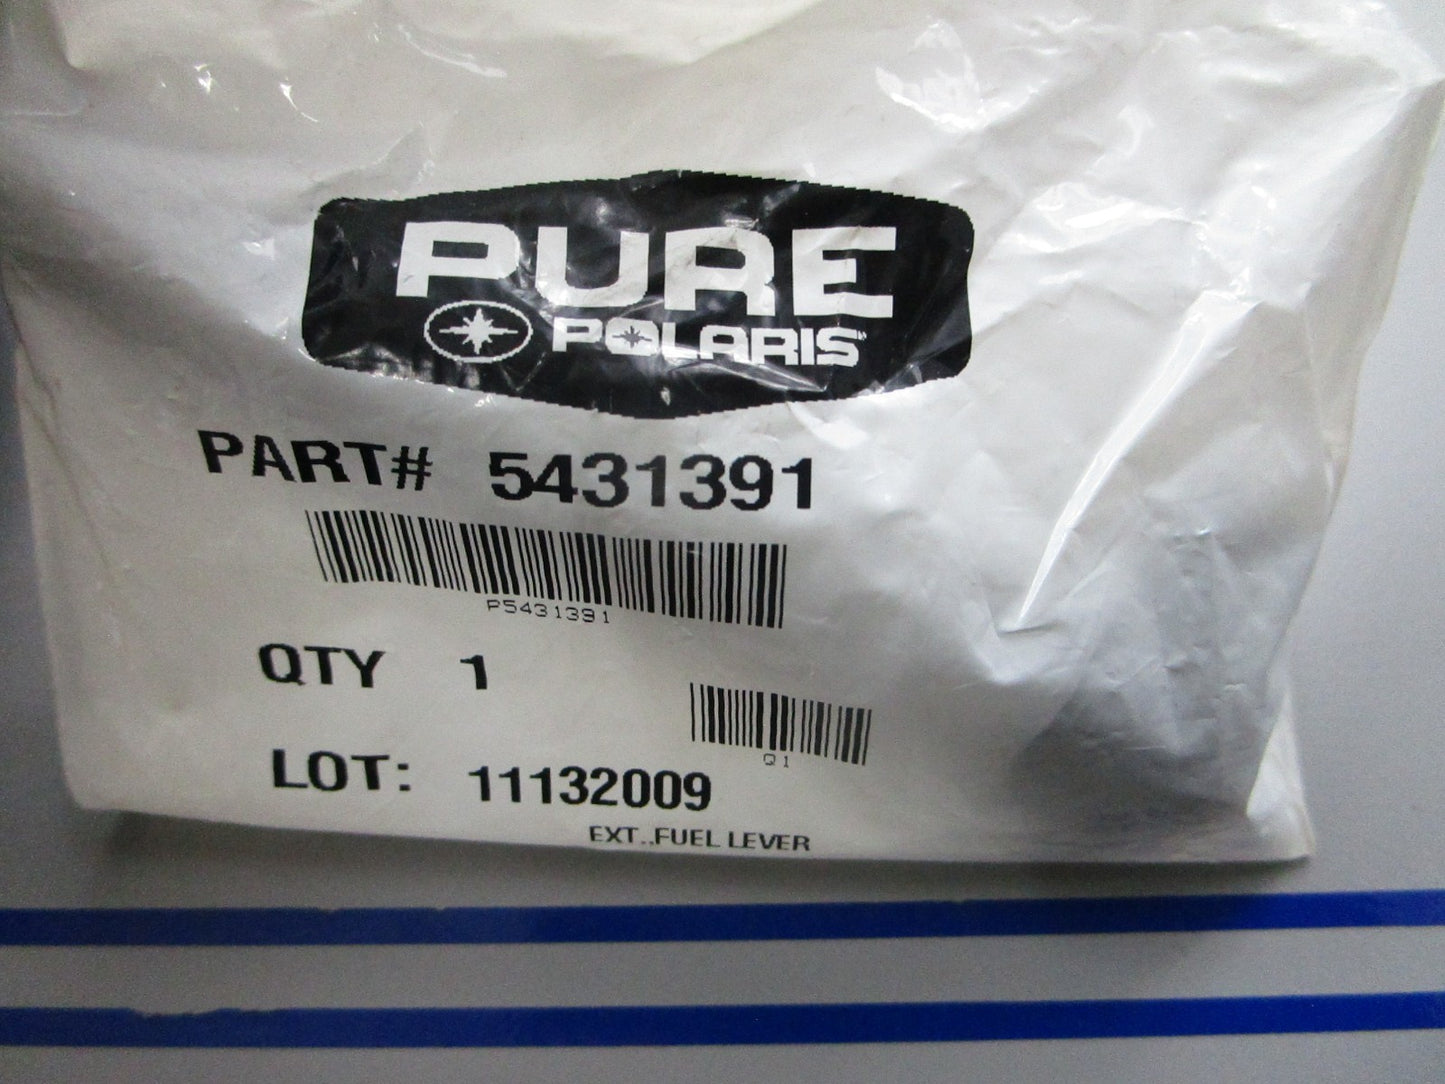 PURE
POLARIS
PART# 5431391
P5431391
QTY 1
Q1
LOT: 11132009
EXT.,FUEL LEVER